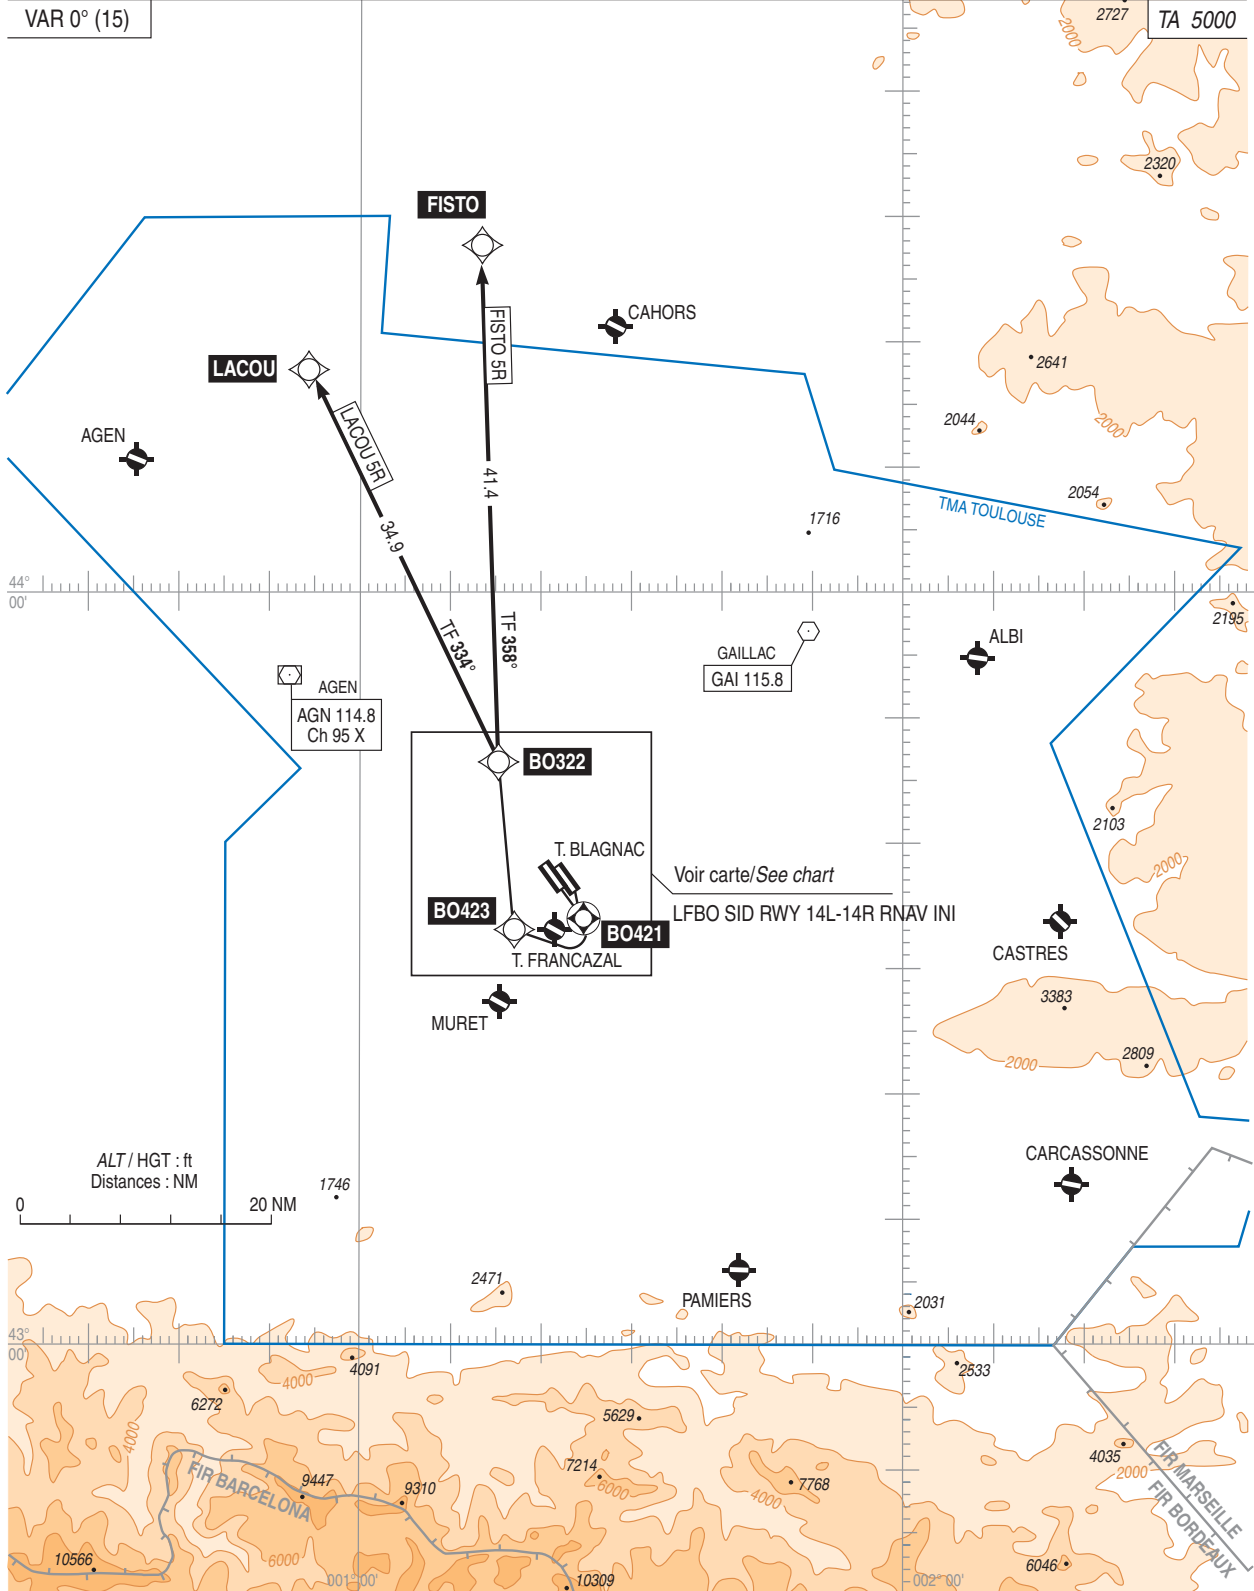 VAR 0° (15)
2727
2000
TA 5000
2320
FISTO
CAHORS
FISTO 5R
LACOU
2641
LACOU 5R
2044
2000
AGEN
41.4
2054
TMA TOULOUSE
1716
34.9
44°
00'
2195
TF 334°
TF 358°
ALBI
GAILLAC
GAI 115.8
AGEN
AGN 114.8
Ch 95 X
BO322
2103
T. BLAGNAC
2000
Voir carte/See chart
BO423
LFBO SID RWY 14L-14R RNAV INI
BO421
T. FRANCAZAL
CASTRES
3383
MURET
2809
2000
ALT / HGT : ft
Distances : NM
CARCASSONNE
1746
0
20 NM
2471
PAMIERS
2031
43°
00'
4091
2533
4000
6272
5629
4000
4035
7214
2000
FIR BARCELONA
9447
9310
6000
7768
4000
FIR MARSEILLE
FIR BORDEAUX
10566
6000
6046
001° 00'
10309
002° 00'